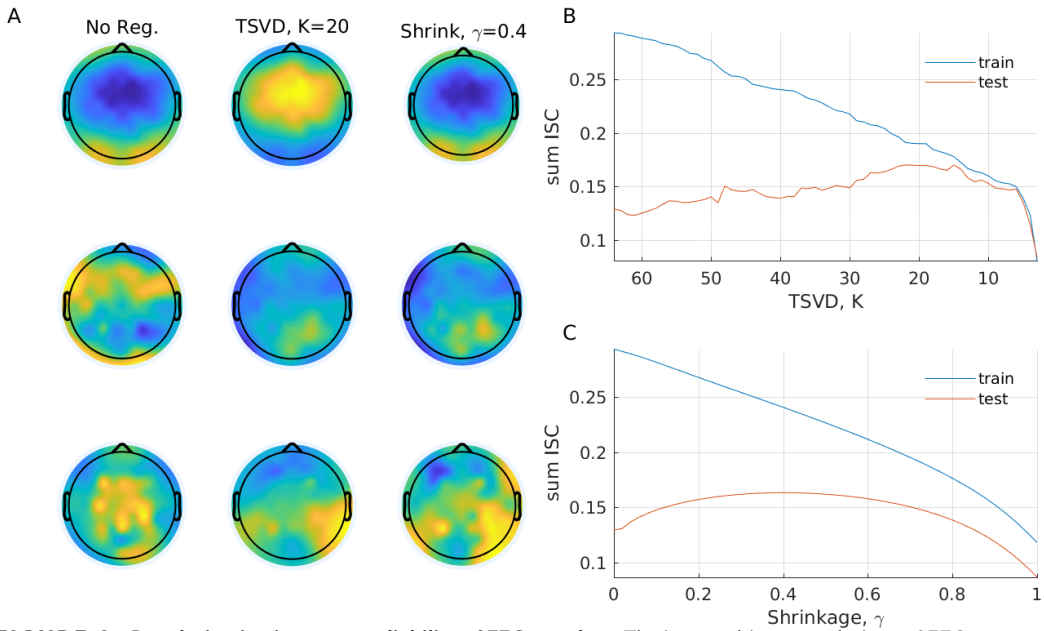 A
No Reg.
TSVD, K=20
Shrink, γ=0.4
B
sum ISC
0.25
0.2
0.15
0.1
train
test
60
50
40
30
20
10
TSVD, K
C
sum ISC
0.25
0.2
0.15
0.1
train
test
0
0.2
0.4
0.6
0.8
1
Shrinkage, γ